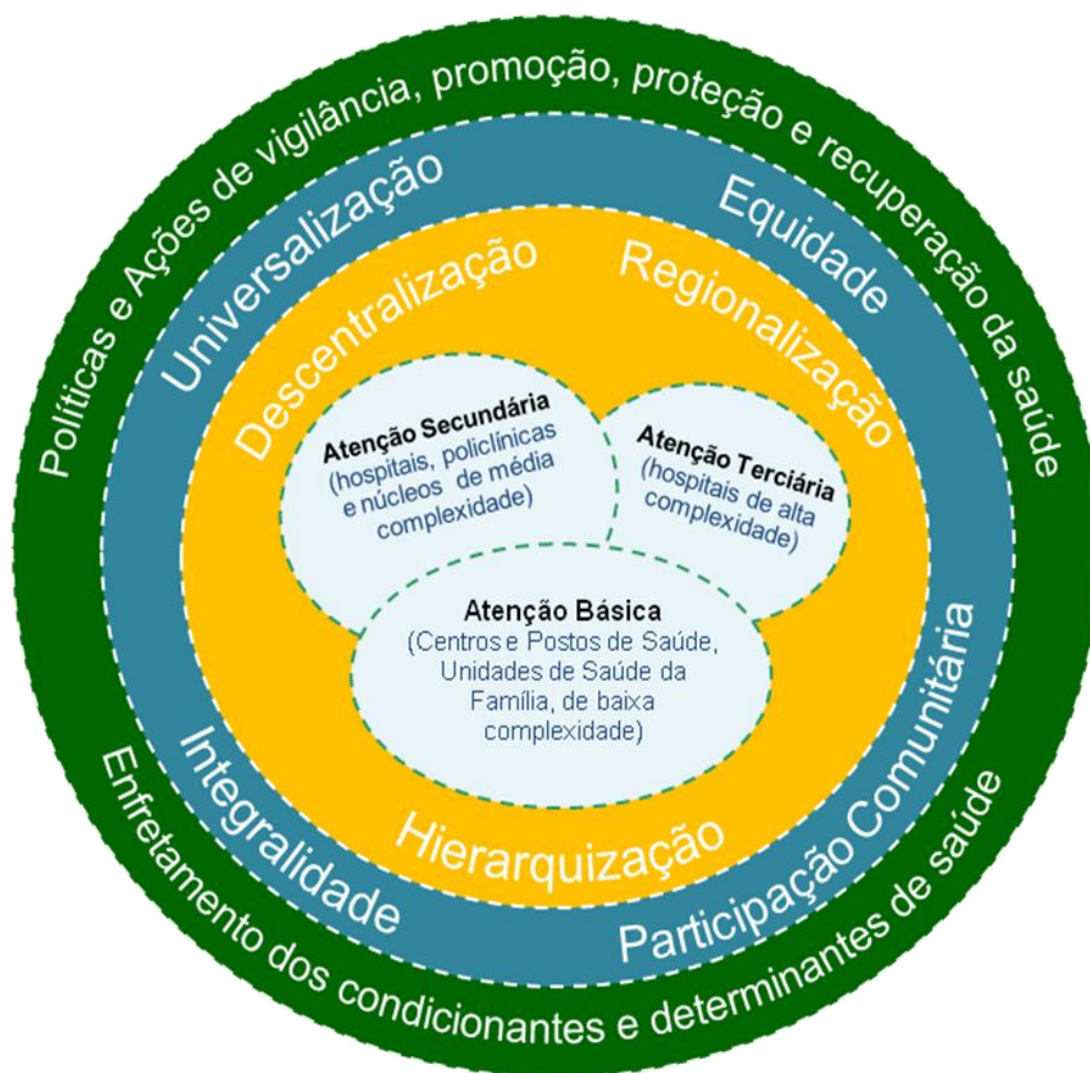 Políticas e Ações de vigilância, promoção, proteção e recuperação da saúde
Universalização
Equidade
Descentralização
Regionalização
Atenção Secundária
(hospitais, policlínicas
e núcleos de média
complexidade)
Atenção Terciária
(hospitais de alta
complexidade)
Atenção Básica
(Centros e Postos de Saúde,
Unidades de Saúde da
Família, de baixa
complexidade)
Hierarquização
Integralidade
Participação Comunitária
Enfretamento dos condicionantes e determinantes de saúde